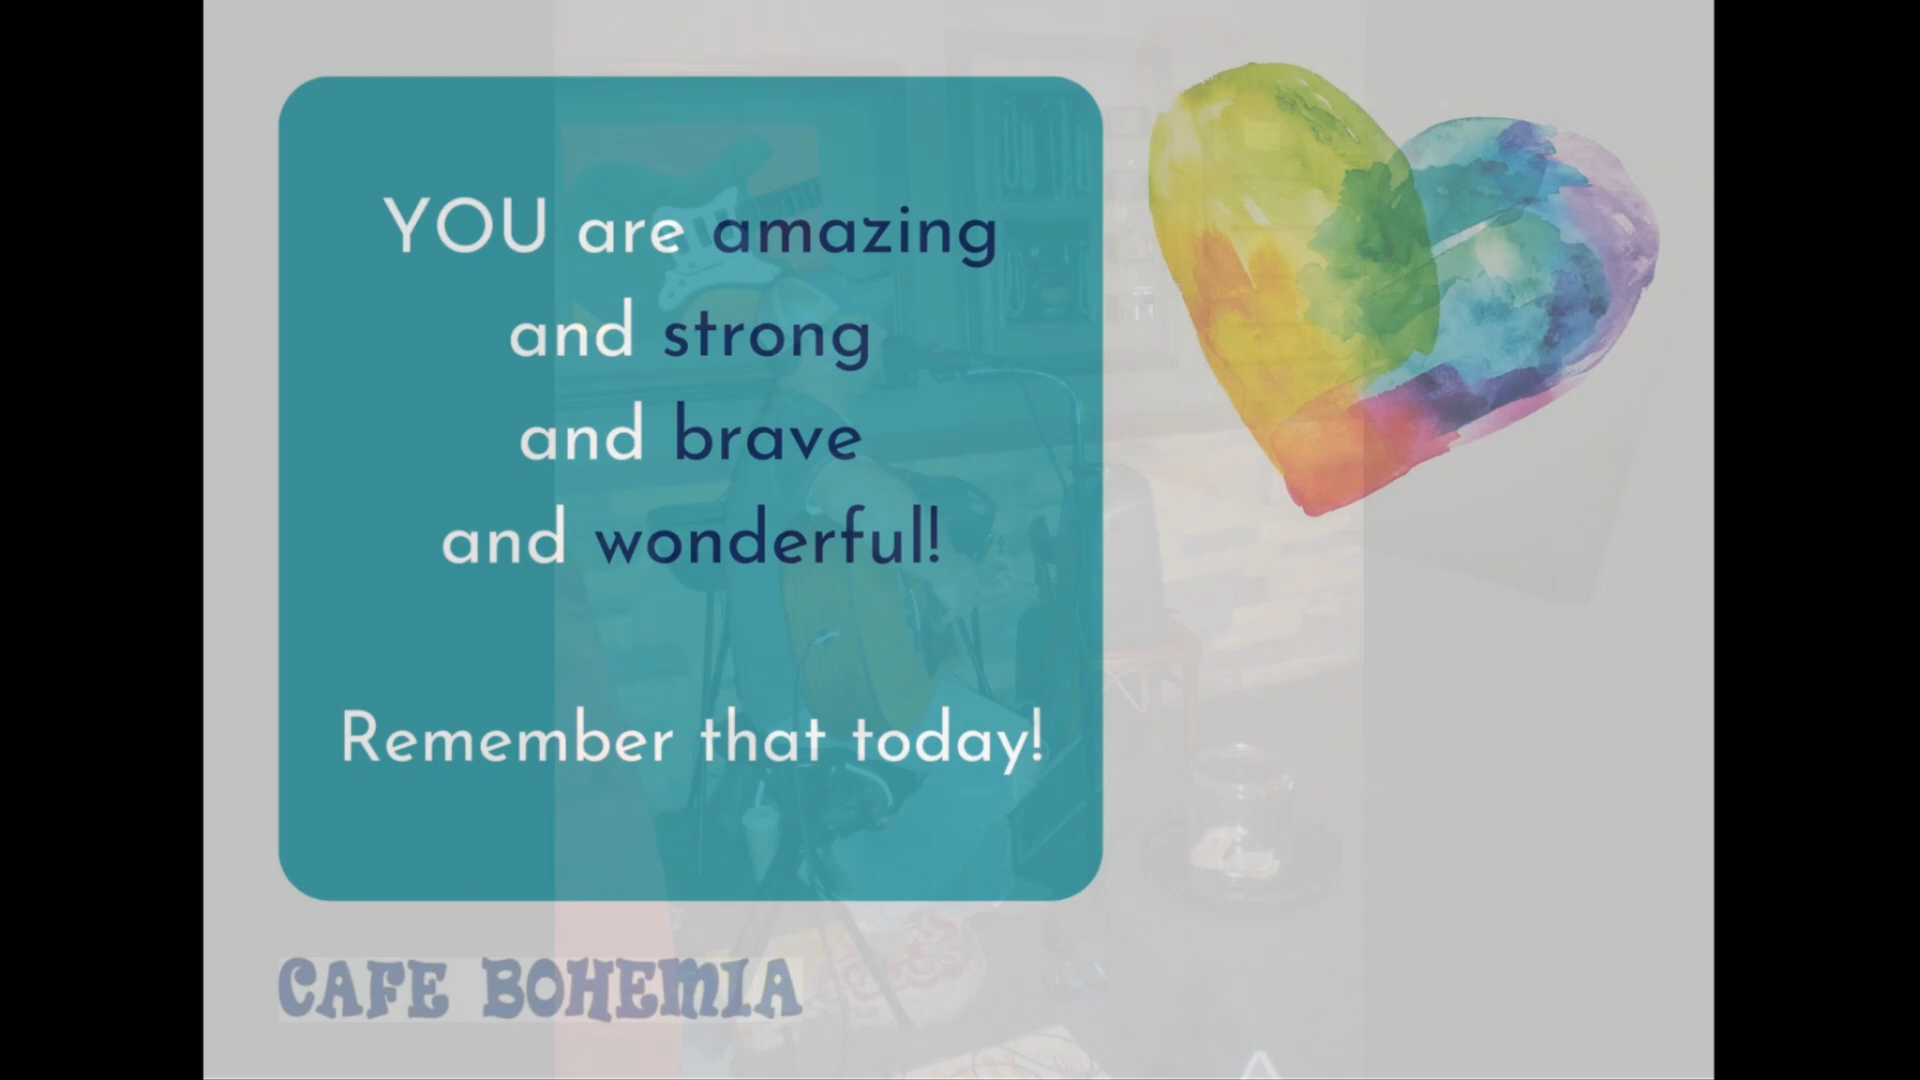 YOU are amazing
and strong
and brave
and wonderful!
Remember that today!
CAFE BOHEMIA